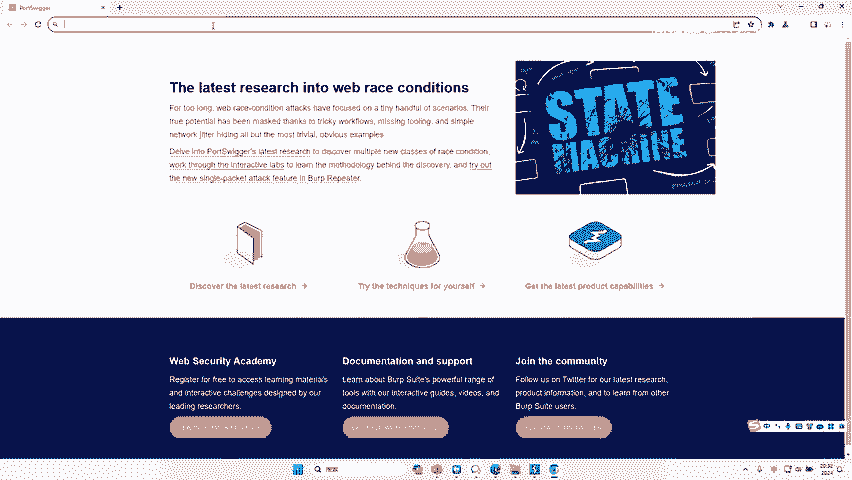 PortSwigger
The latest research into web race conditions
For too long, web race-condition attacks have focused on a tiny handful of scenarios. Their
true potential has been masked thanks to tricky workflows, missing tooling, and simple
network jitter hiding all but the most trivial, obvious examples.
Delve into PortSwigger's latest research to discover multiple new classes of race condition,
work through the interactive labs to learn the methodology behind the discovery, and try out
the new single-packet attack feature in Burp Repeater.
STATE
MACHINE
Discover the latest research
Try the techniques for yourself
Get the latest product capabilities
Web Security Academy
Register for free to access learning materials
and interactive challenges designed by our
leading researchers.
Documentation and support
Learn about Burp Suite's powerful range of
tools with our interactive guides, videos, and
documentation.
Join the community
Follow us on Twitter for our latest research,
product information, and to learn from other
Burp Suite users.
中
搜索